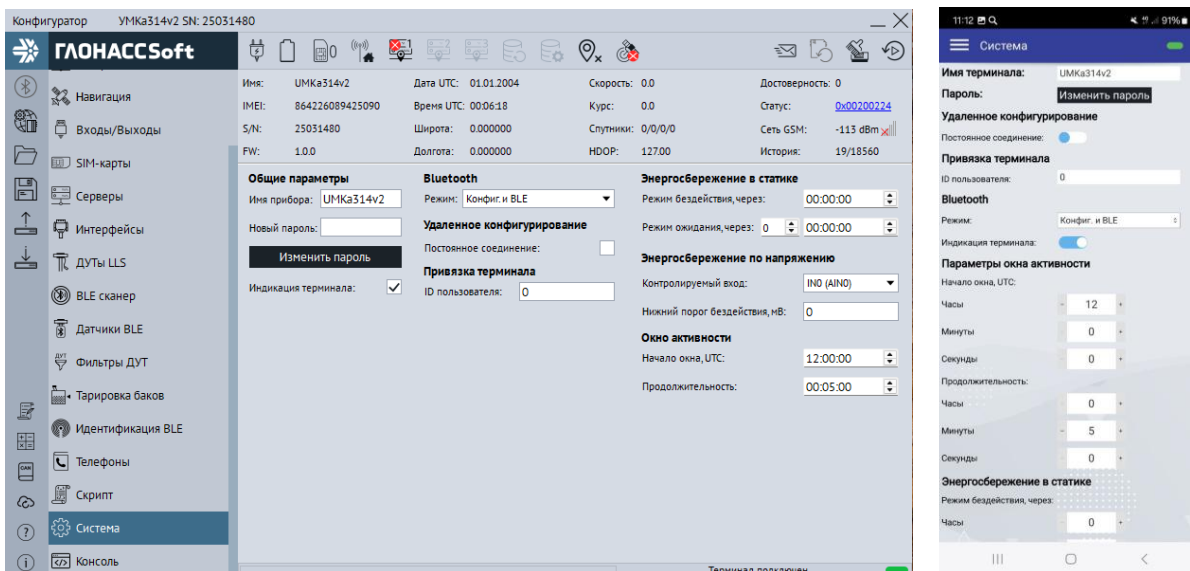 Конфигуратор УМКа314v2 SN: 25031480
ГЛОНАССSoft
0
1
Имя: UMKa314v2 Дата UTC: 01.01.2004 Скорость: 0.0 Достоверность: 0
IMEI: 864226089425090 Время UTC: 00:06:18 Курс: 0.0 Статус: 0x00200224
S/N: 25031480 Широта: 0.000000 Спутники: 0/0/0/0 Сеть GSM: -113 dBm
FW: 1.0.0 Долгота: 0.000000 HDOP: 127.00 История: 19/18560
Навигация
Входы/Выходы
SIM-карты
Серверы
Интерфейсы
ДУТы LLS
BLE сканер
Датчики BLE
Фильтры ДУТ
Тарировка баков
Идентификация BLE
Телефоны
Скрипт
Система
Консоль
Общие параметры
Имя прибора: UMKa314v2
Новый пароль:
Изменить пароль
Индикация терминала:
Bluetooth
Режим: Конфиг. и BLE
Удаленное конфигурирование
Постоянное соединение:
Привязка терминала
ID пользователя: 0
Энергосбережение в статике
Режим бездействия, через: 00:00:00
Режим ожидания, через: 0 00:00:00
Энергосбережение по напряжению
Контролируемый вход: IN0 (AIN0)
Нижний порог бездействия, мВ: 0
Окно активности
Начало окна, UTC: 12:00:00
Продолжительность: 00:05:00
Терминал подключен
11:12 91%
Система
Имя терминала: UMKa314v2
Пароль: Изменить пароль
Удаленное конфигурирование
Постоянное соединение:
Привязка терминала
ID пользователя: 0
Bluetooth
Режим: Конфиг. и BLE
Индикация терминала:
Параметры окна активности
Начало окна, UTC:
Часы - 12 +
Минуты - 0 +
Секунды - 0 +
Продолжительность:
Часы - 0 +
Минуты - 5 +
Секунды - 0 +
Энергосбережение в статике
Режим бездействия, через:
Часы - 0 +